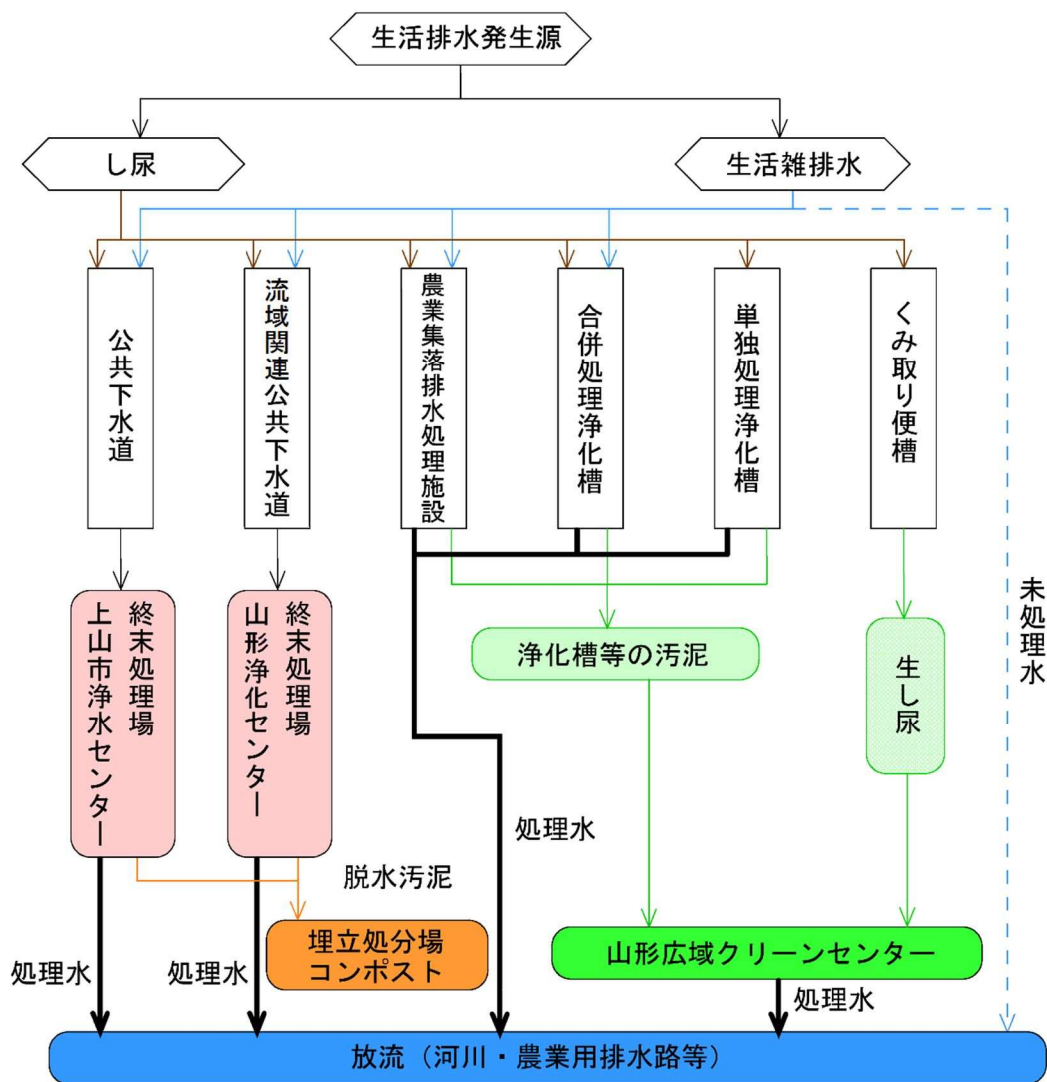 生活排水発生源
し尿
生活雑排水
公共下水道
流域関連公共下水道
農業集落排水処理施設
合併処理浄化槽
単独処理浄化槽
くみ取り便槽
終末処理場
上山市浄水センター
終末処理場
山形浄化センター
浄化槽等の汚泥
生し尿
未処理水
処理水
脱水汚泥
埋立処分場
コンポスト
山形広域クリーンセンター
処理水
処理水
処理水
放流（河川・農業用排水路等）